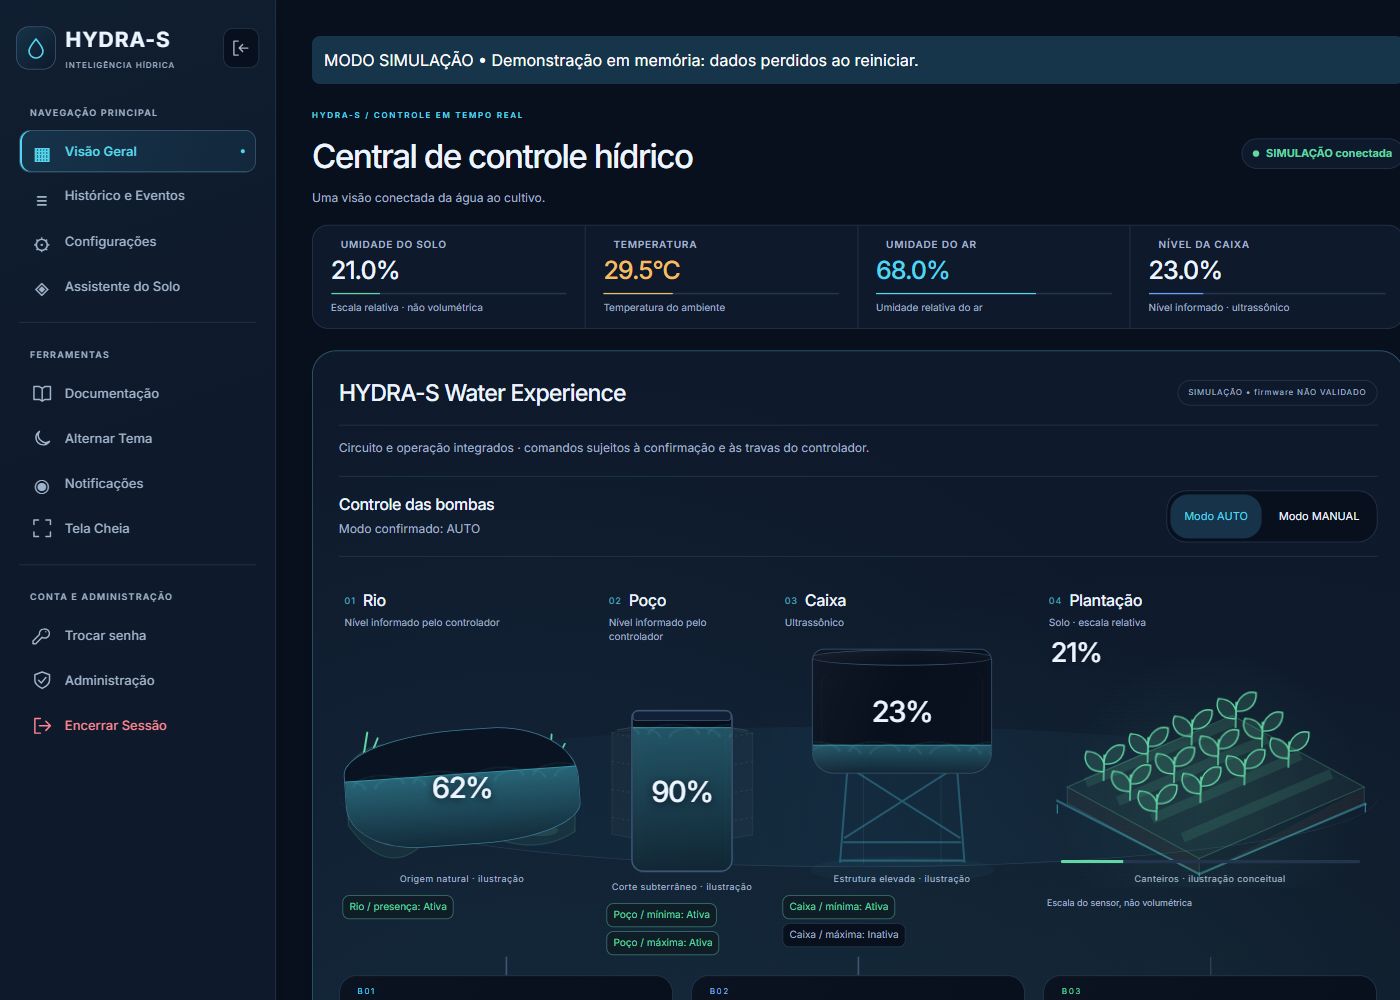 HYDRA-S
INTELIGÊNCIA HÍDRICA
NAVEGAÇÃO PRINCIPAL
Visão Geral
Histórico e Eventos
Configurações
Assistente do Solo
FERRAMENTAS
Documentação
Alternar Tema
Notificações
Tela Cheia
CONTA E ADMINISTRAÇÃO
Trocar senha
Administração
Encerrar Sessão
MODO SIMULAÇÃO • Demonstração em memória: dados perdidos ao reiniciar.
HYDRA-S / CONTROLE EM TEMPO REAL
Central de controle hídrico
SIMULAÇÃO conectada
Uma visão conectada da água ao cultivo.
UMIDADE DO SOLO
21.0%
Escala relativa · não volumétrica
TEMPERATURA
29.5°C
Temperatura do ambiente
UMIDADE DO AR
68.0%
Umidade relativa do ar
NÍVEL DA CAIXA
23.0%
Nível informado · ultrassônico
HYDRA-S Water Experience
SIMULAÇÃO • firmware NÃO VALIDADO
Circuito e operação integrados · comandos sujeitos à confirmação e às travas do controlador.
Controle das bombas
Modo confirmado: AUTO
Modo AUTO
Modo MANUAL
01 Rio
Nível informado pelo controlador
62%
Origem natural · ilustração
Rio / presença: Ativa
02 Poço
Nível informado pelo
controlador
90%
Corte subterrâneo · ilustração
Poço / mínima: Ativa
Poço / máxima: Ativa
03 Caixa
Ultrassônico
23%
Estrutura elevada · ilustração
Caixa / mínima: Ativa
Caixa / máxima: Inativa
04 Plantação
Solo · escala relativa
21%
Canteiros · ilustração conceitual
Escala do sensor, não volumétrica
B01
B02
B03